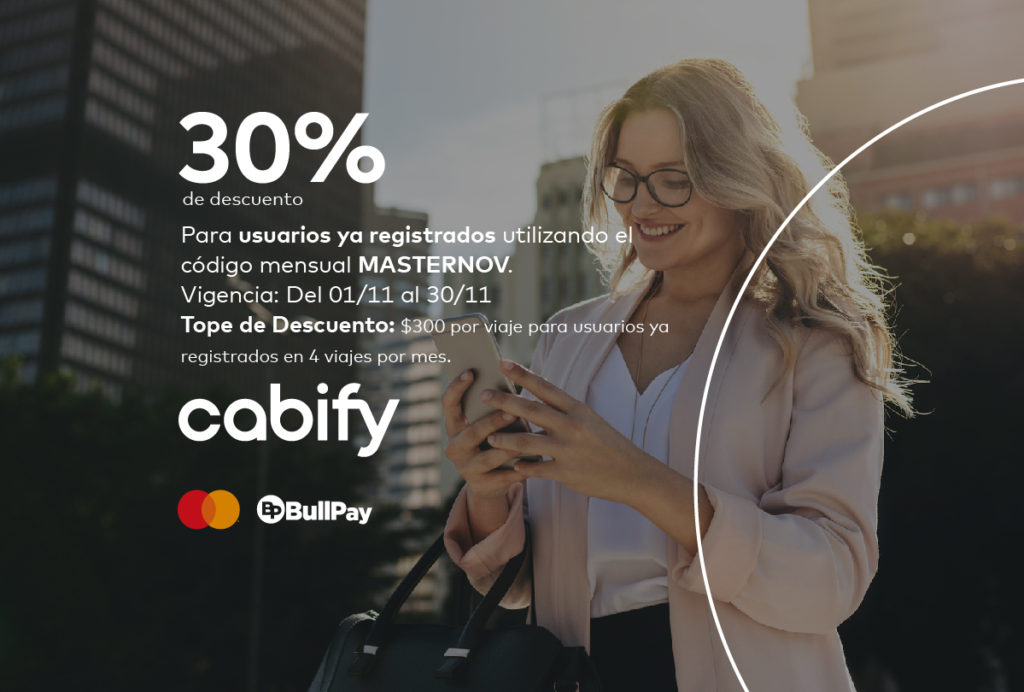 30%
de descuento
Para usuarios ya registrados utilizando el
código mensual MASTERNOV.
Vigencia: Del 01/11 al 30/11
Tope de Descuento: $300 por viaje para usuarios ya
registrados en 4 viajes por mes.
cabify
BP BullPay